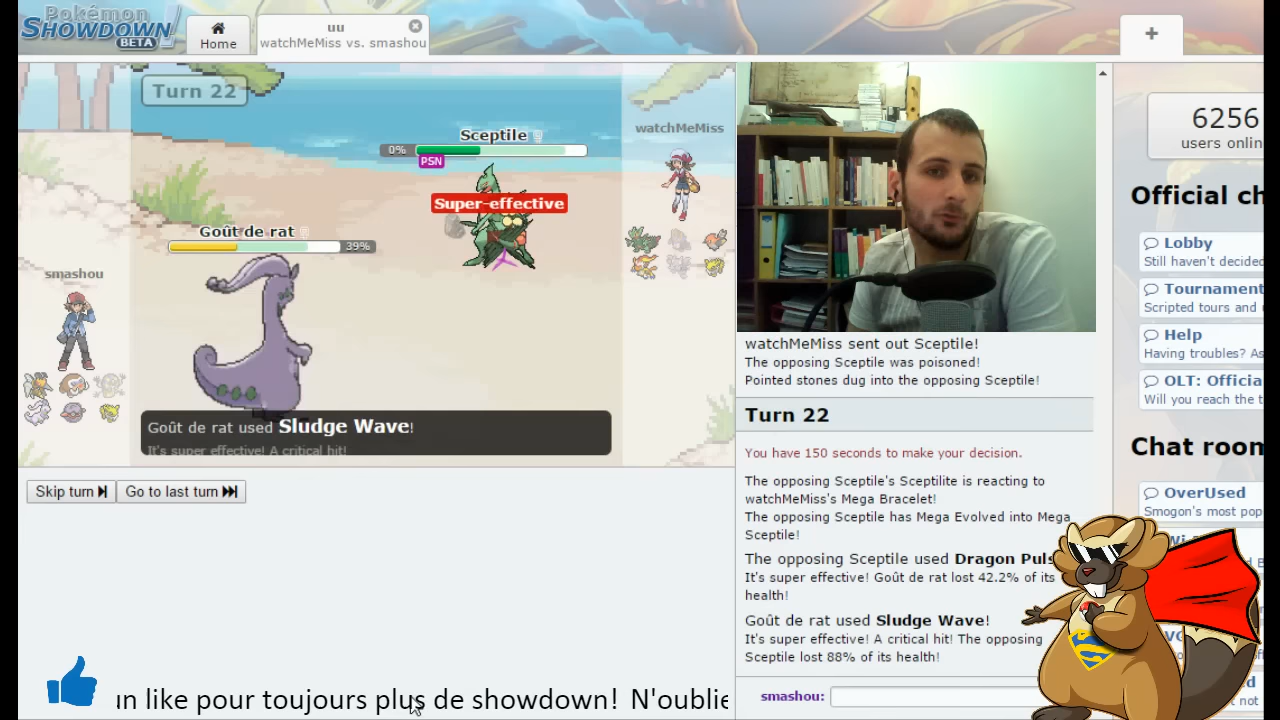 Pokémon
SHOWDOWN!
BETA
Home
uu
watchMeMiss vs. smashou
+
Turn 22
Sceptile
0%
PSN
Super-effective
Goût de rat
39%
smashou
watchMeMiss
Goût de rat used Sludge Wave!
It's super effective! A critical hit!
Skip turn
Go to last turn
watchMeMiss sent out Sceptile!
The opposing Sceptile was poisoned!
Pointed stones dug into the opposing Sceptile!
Turn 22
You have 150 seconds to make your decision.
The opposing Sceptile's Sceptilite is reacting to
watchMeMiss's Mega Bracelet!
The opposing Sceptile has Mega Evolved into Mega
Sceptile!
The opposing Sceptile used Dragon Puls
It's super effective! Goût de rat lost 42.2% of its
health!
Goût de rat used Sludge Wave!
It's super effective! A critical hit! The opposing
Sceptile lost 88% of its health!
smashou:
6256
users onlin
Official ch
Lobby
Still haven't decided
Tournament
Scripted tours and
Help
Having troubles? As
OLT: Officia
Will you reach the t
Chat room
OverUsed
Smogon's most pop
un like pour toujours plus de showdown! N'oublie